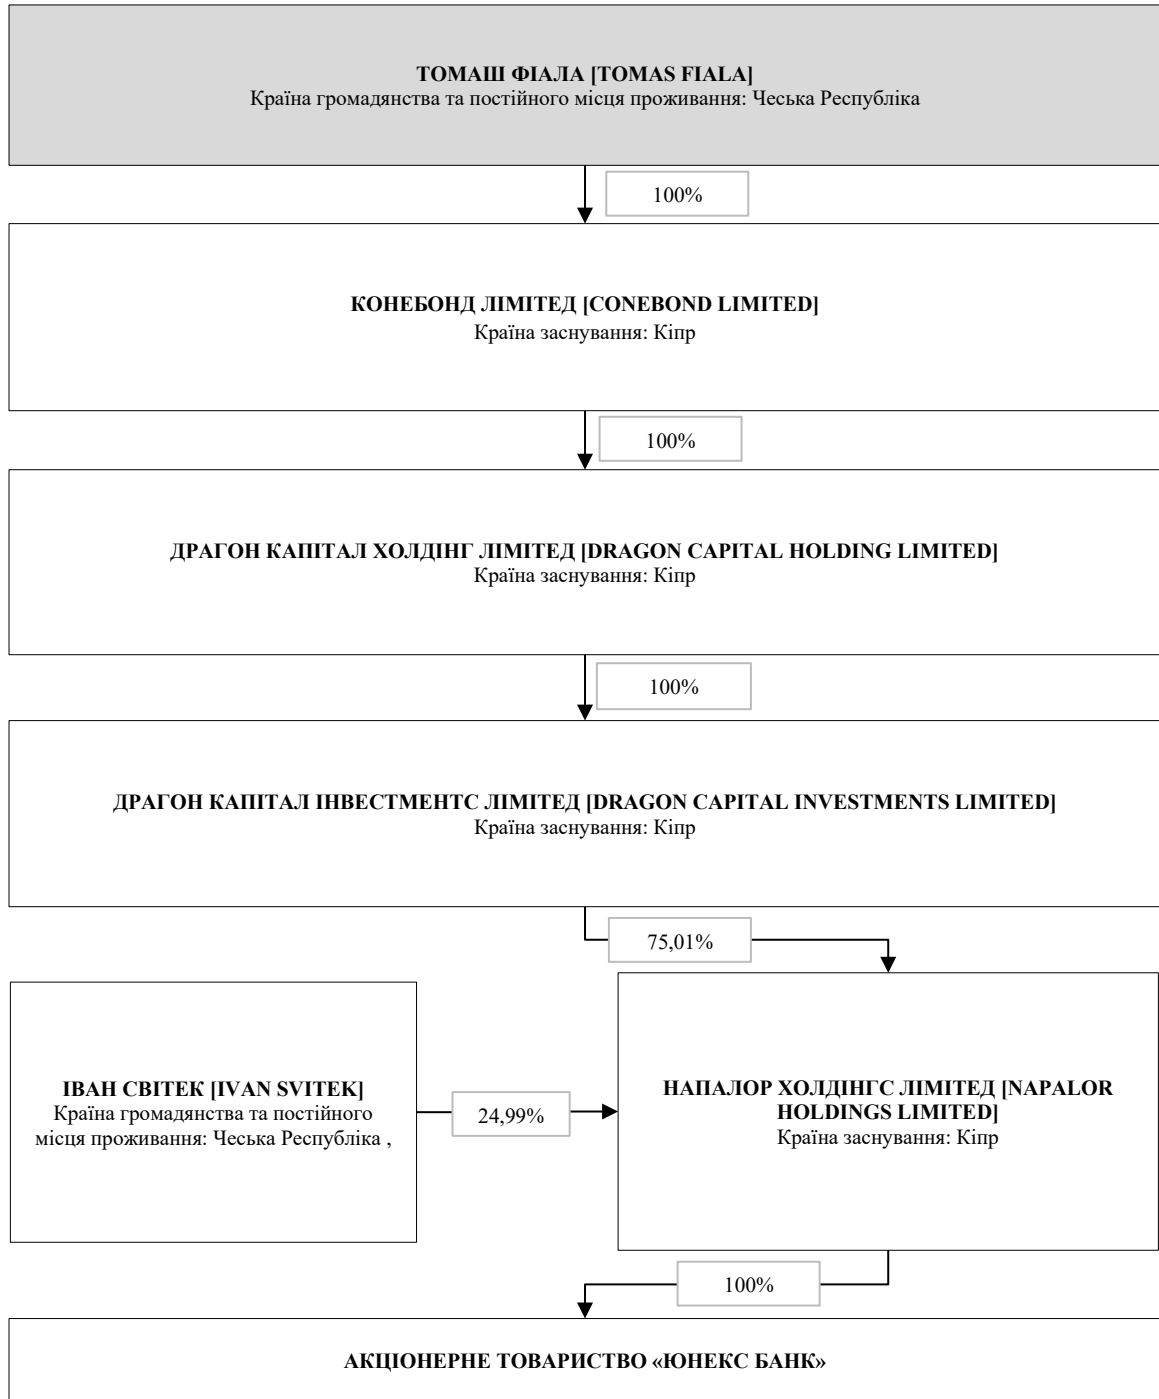 ТОМАШ ФІАЛА [TOMAS FIALA]
Країна громадянства та постійного місця проживання: Чеська Республіка
100%
КОНЕБОНД ЛІМІТЕД [CONEBOND LIMITED]
Країна заснування: Кіпр
100%
ДРАГОН КАПІТАЛ ХОЛДІНГ ЛІМІТЕД [DRAGON CAPITAL HOLDING LIMITED]
Країна заснування: Кіпр
100%
ДРАГОН КАПІТАЛ ІНВЕСТМЕНТС ЛІМІТЕД [DRAGON CAPITAL INVESTMENTS LIMITED]
Країна заснування: Кіпр
75,01%
ІВАН СВІТЕК [IVAN SVITEK]
Країна громадянства та постійного
місця проживання: Чеська Республіка ,
24,99%
НАПАЛОР ХОЛДІНГС ЛІМІТЕД [NAPALOR
HOLDINGS LIMITED]
Країна заснування: Кіпр
100%
АКЦІОНЕРНЕ ТОВАРИСТВО «ЮНЕКС БАНК»